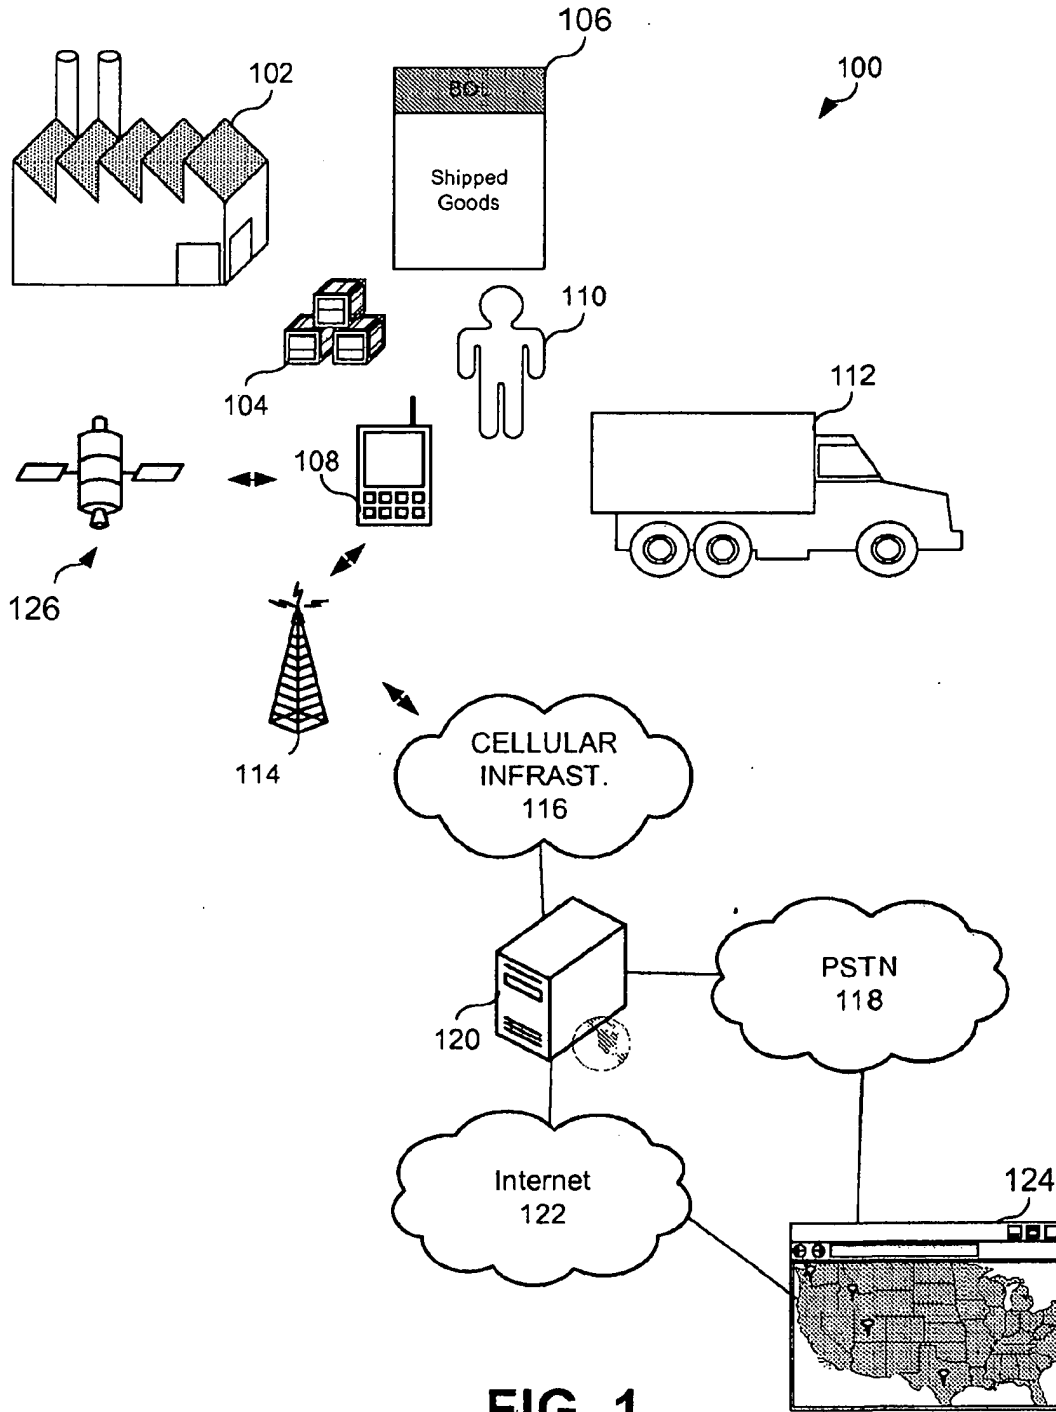 106
100
102
BOL
Shipped
Goods
110
104
112
108
126
114
CELLULAR
INFRAST.
116
PSTN
118
120
Internet
122
124
FIG. 1